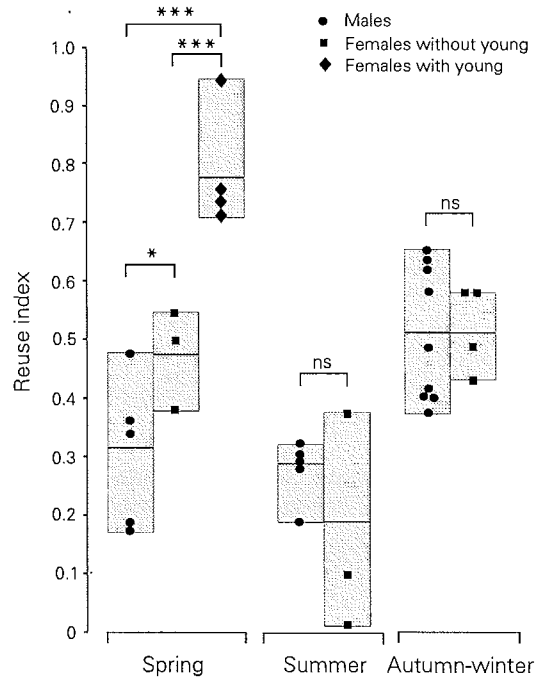 ***
***
Males
Females without young
Females with young
1.0
0.9
0.8
0.7
0.6
0.5
0.4
0.3
0.2
0.1
0
Reuse index
*
ns
ns
Spring
Summer
Autumn-winter